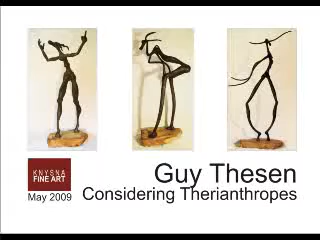 KNYSNA
FINE ART
May 2009
Guy Thesen
Considering Therianthropes